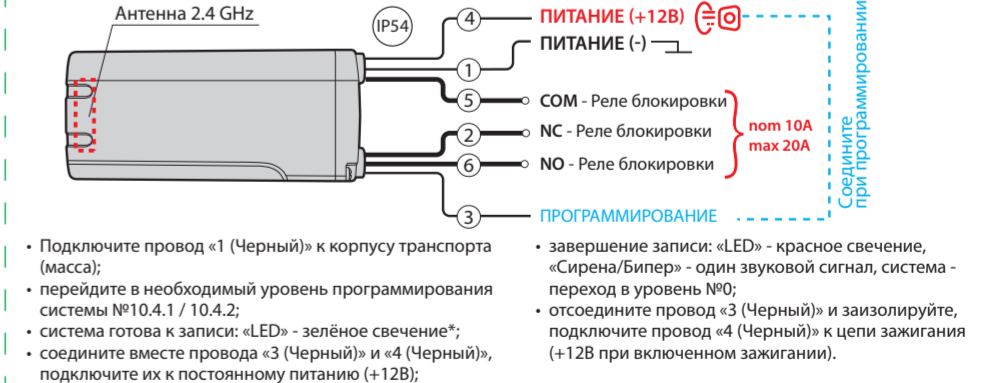 Антенна 2.4 GHz
IP54
4
ПИТАНИЕ (+12В)
ПИТАНИЕ (-)
1
5
COM - Реле блокировки
2
NC - Реле блокировки
nom 10A
max 20A
6
NO - Реле блокировки
3
ПРОГРАММИРОВАНИЕ
Соедините
при программировании
• Подключите провод «1 (Черный)» к корпусу транспорта
(масса);
• перейдите в необходимый уровень программирования
системы №10.4.1 / 10.4.2;
• система готова к записи: «LED» - зелёное свечение*;
• соедините вместе провода «3 (Черный)» и «4 (Черный)»,
подключите их к постоянному питанию (+12В);
• завершение записи: «LED» - красное свечение,
«Сирена/Бипер» - один звуковой сигнал, система -
переход в уровень №0;
• отсоедините провод «3 (Черный)» и заизолируйте,
подключите провод «4 (Черный)» к цепи зажигания
(+12В при включенном зажигании).